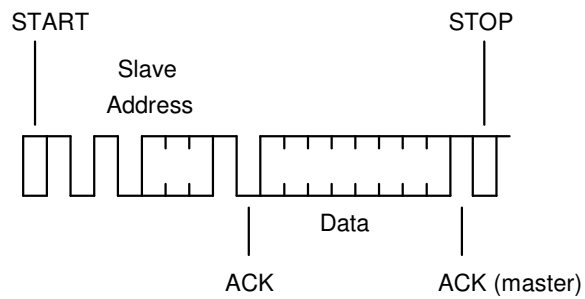 START
STOP
Slave
Address
Data
ACK
ACK (master)